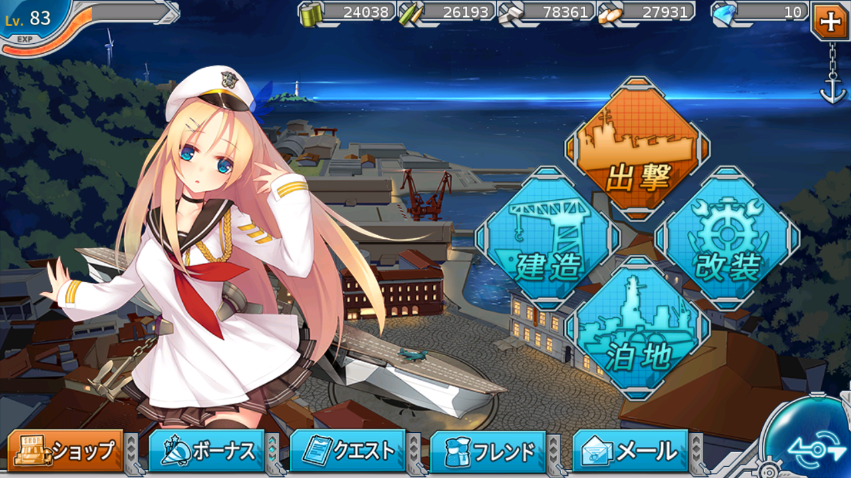 Lv. 83
EXP
24038
26193
78361
27931
10
出撃
建造
改装
泊地
ショップ
ボーナス
クエスト
フレンド
メール